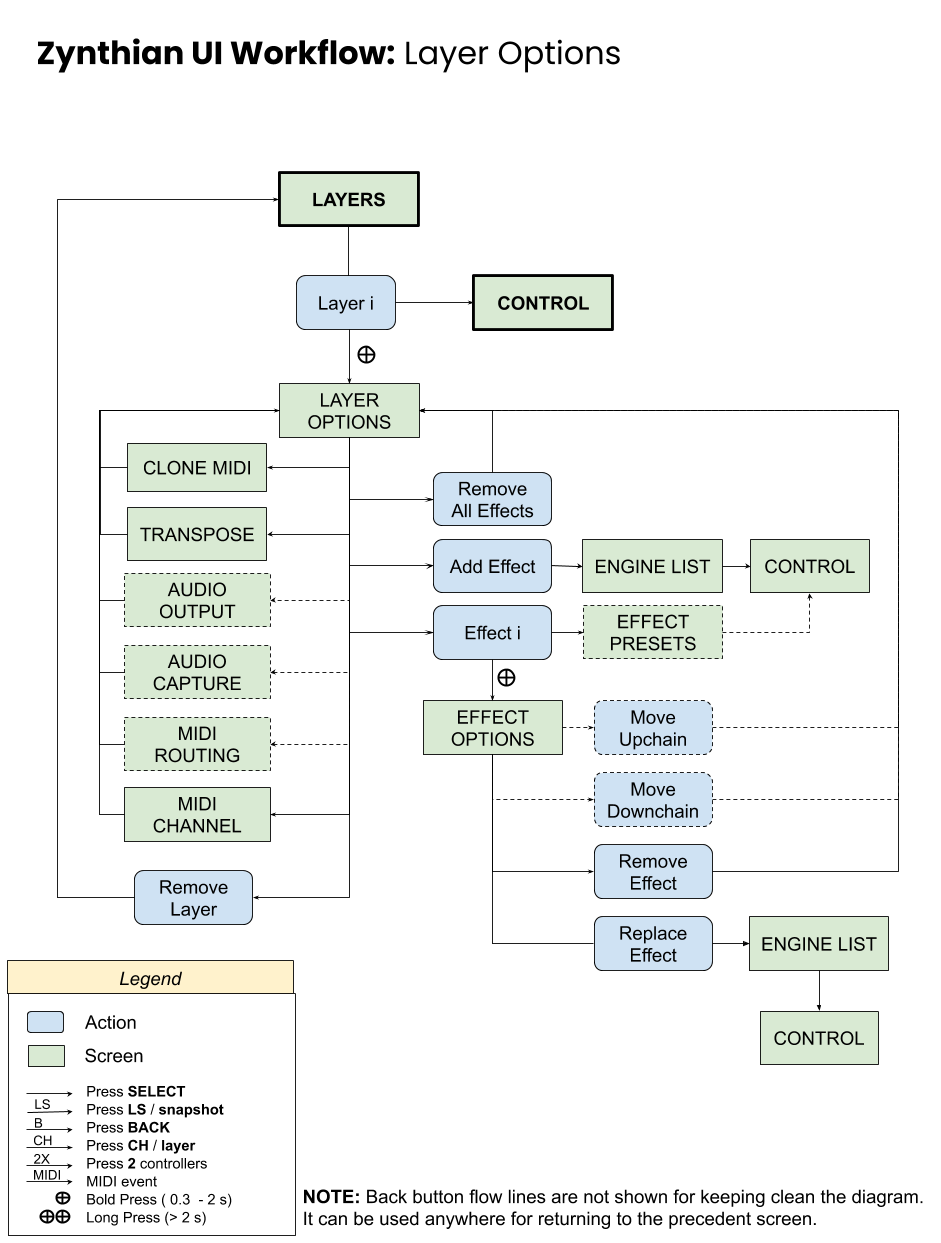 Zynthian UI Workflow: Layer Options
LAYERS
Layer i
CONTROL
LAYER
OPTIONS
CLONE MIDI
TRANSPOSE
AUDIO
OUTPUT
AUDIO
CAPTURE
MIDI
ROUTING
MIDI
CHANNEL
Remove
Layer
Remove
All Effects
Add Effect
ENGINE LIST
CONTROL
Effect i
EFFECT
PRESETS
EFFECT
OPTIONS
Move
Upchain
Move
Downchain
Remove
Effect
Replace
Effect
ENGINE LIST
CONTROL
Legend
Action
Screen
Press SELECT
LS Press LS / snapshot
B Press BACK
CH Press CH / layer
2X Press 2 controllers
MIDI MIDI event
Bold Press ( 0.3 - 2 s)
Long Press (> 2 s)
NOTE: Back button flow lines are not shown for keeping clean the diagram.
It can be used anywhere for returning to the precedent screen.